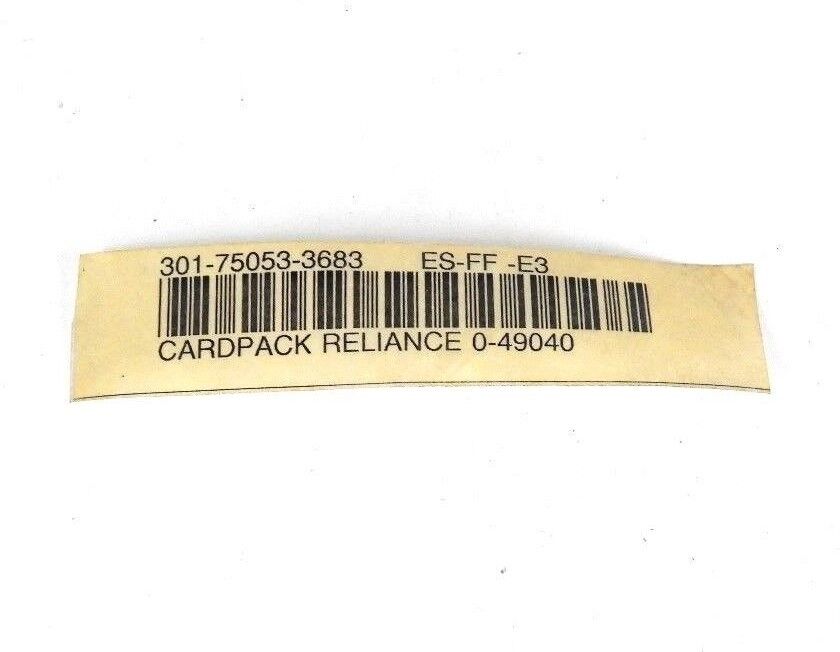 301-75053-3683 ES-FF -E3
CARDPACK RELIANCE 0-49040